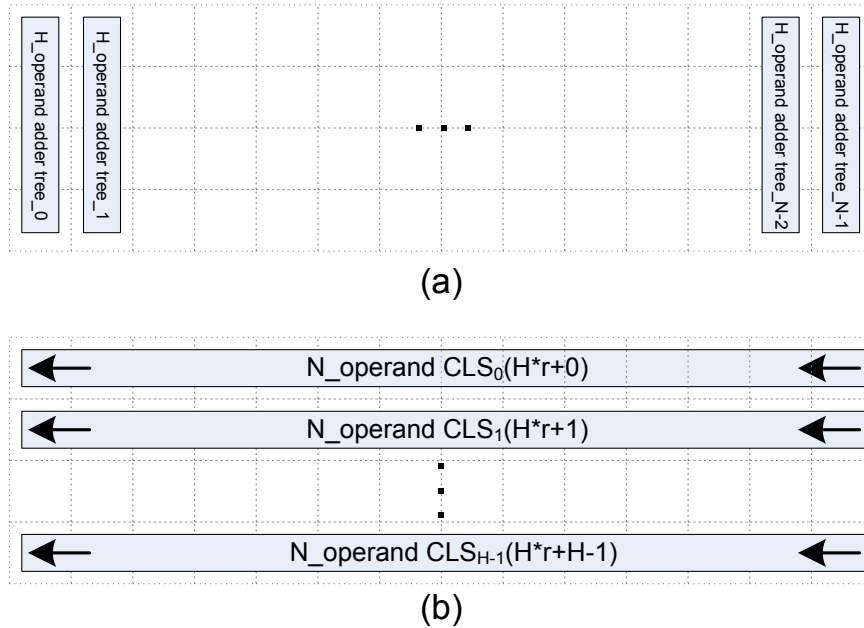 H_operand adder tree_0
H_operand adder tree_1
H_operand adder tree_N-2
H_operand adder tree_N-1
(a)
N_operand CLS₀(H*r+0)
N_operand CLS₁(H*r+1)
N_operand CLS_H-1(H*r+H-1)
(b)